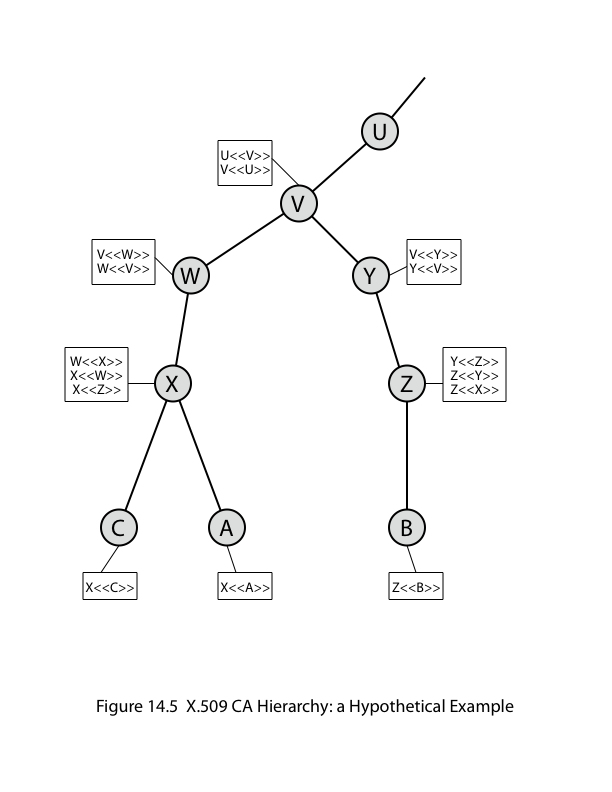 U
U<<V>>
V<<U>>
V
V<<W>>
W<<V>>
W
Y
V<<Y>>
Y<<V>>
W<<X>>
X<<W>>
X<<Z>>
X
Z
Y<<Z>>
Z<<Y>>
Z<<X>>
C
A
B
X<<C>>
X<<A>>
Z<<B>>
Figure 14.5 X.509 CA Hierarchy: a Hypothetical Example